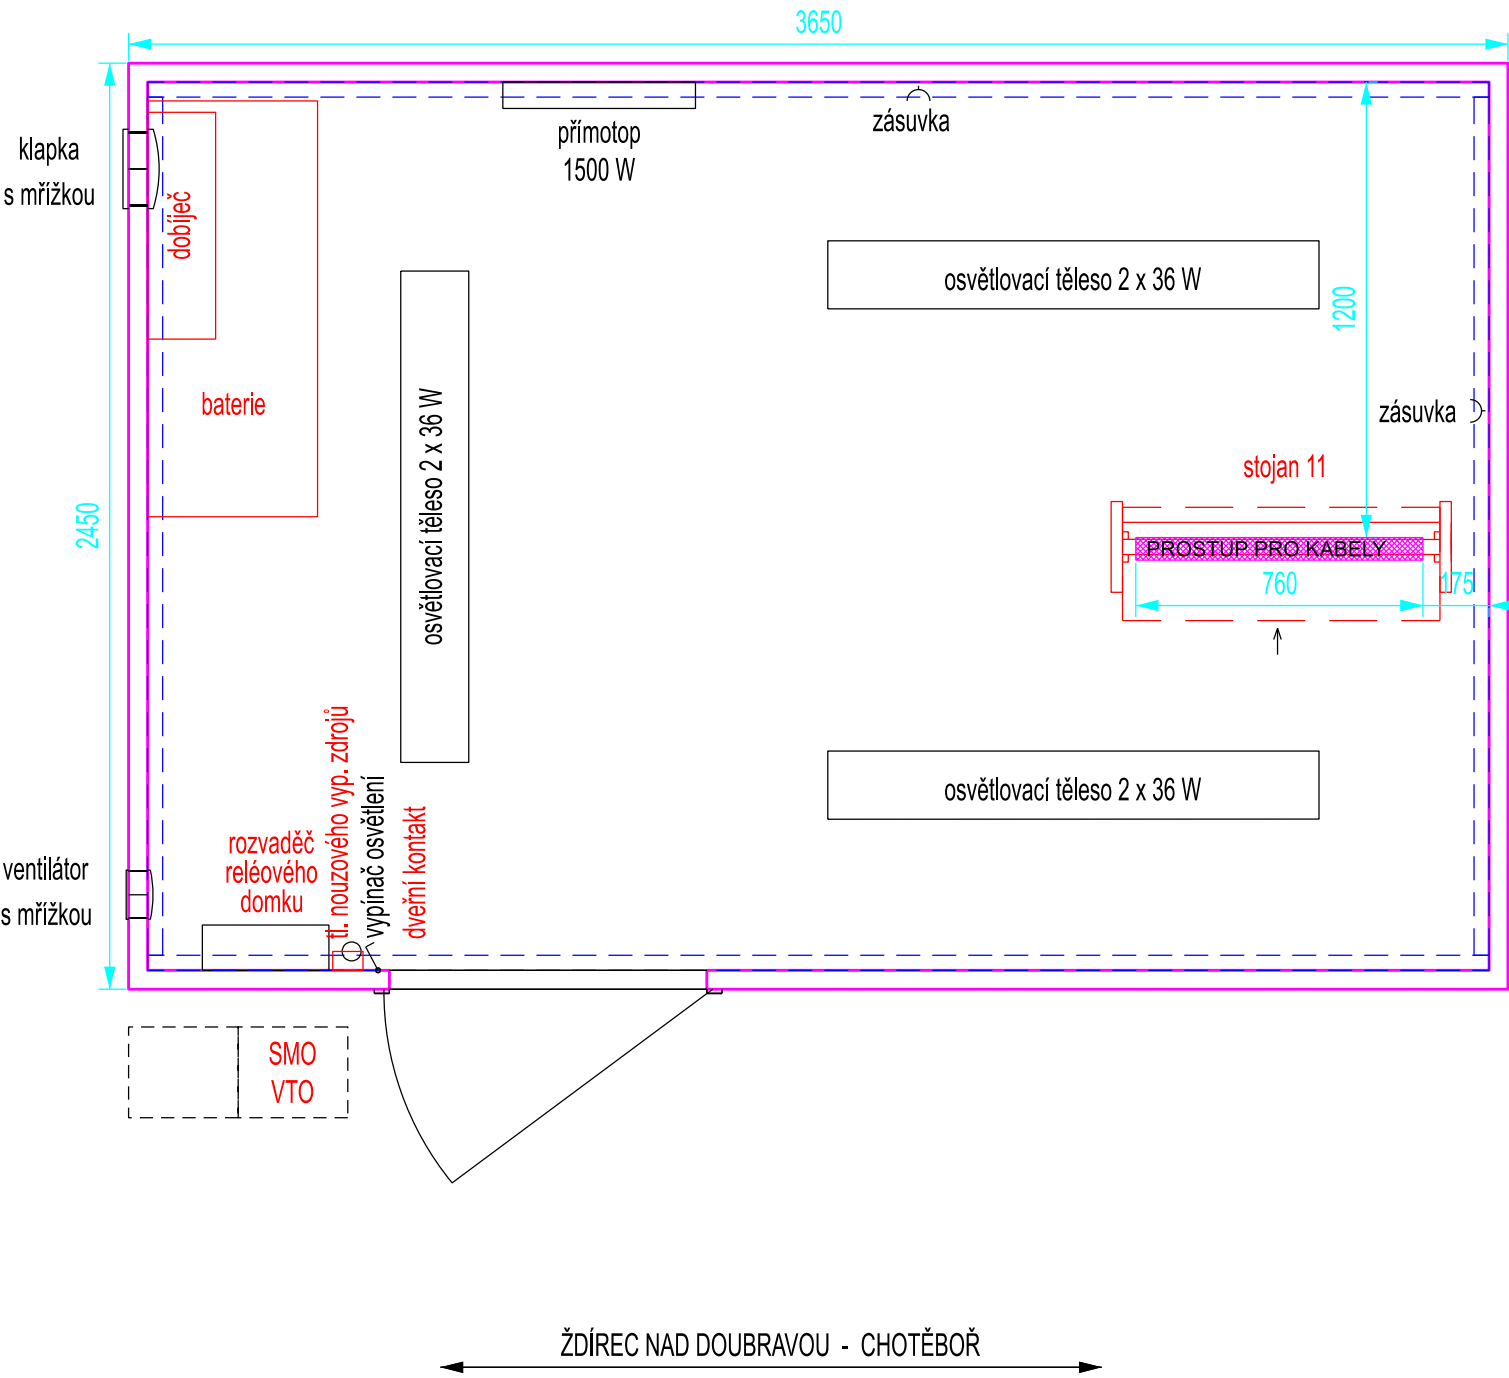 3650
klapka
s mřížkou
přímotop
1500 W
zásuvka
dobíječ
osvětlovací těleso 2 x 36 W
1200
baterie
osvětlovací těleso 2 x 36 W
zásuvka
stojan 11
2450
PROSTUP PRO KABELY
760
175
osvětlovací těleso 2 x 36 W
ventilátor
s mřížkou
rozvaděč
reléového
domku
tl. nouzového vyp. zdrojů
vypínač osvětlení
dveřní kontakt
SMO
VTO
ŽDÍREC NAD DOUBRAVOU - CHOTĚBOŘ